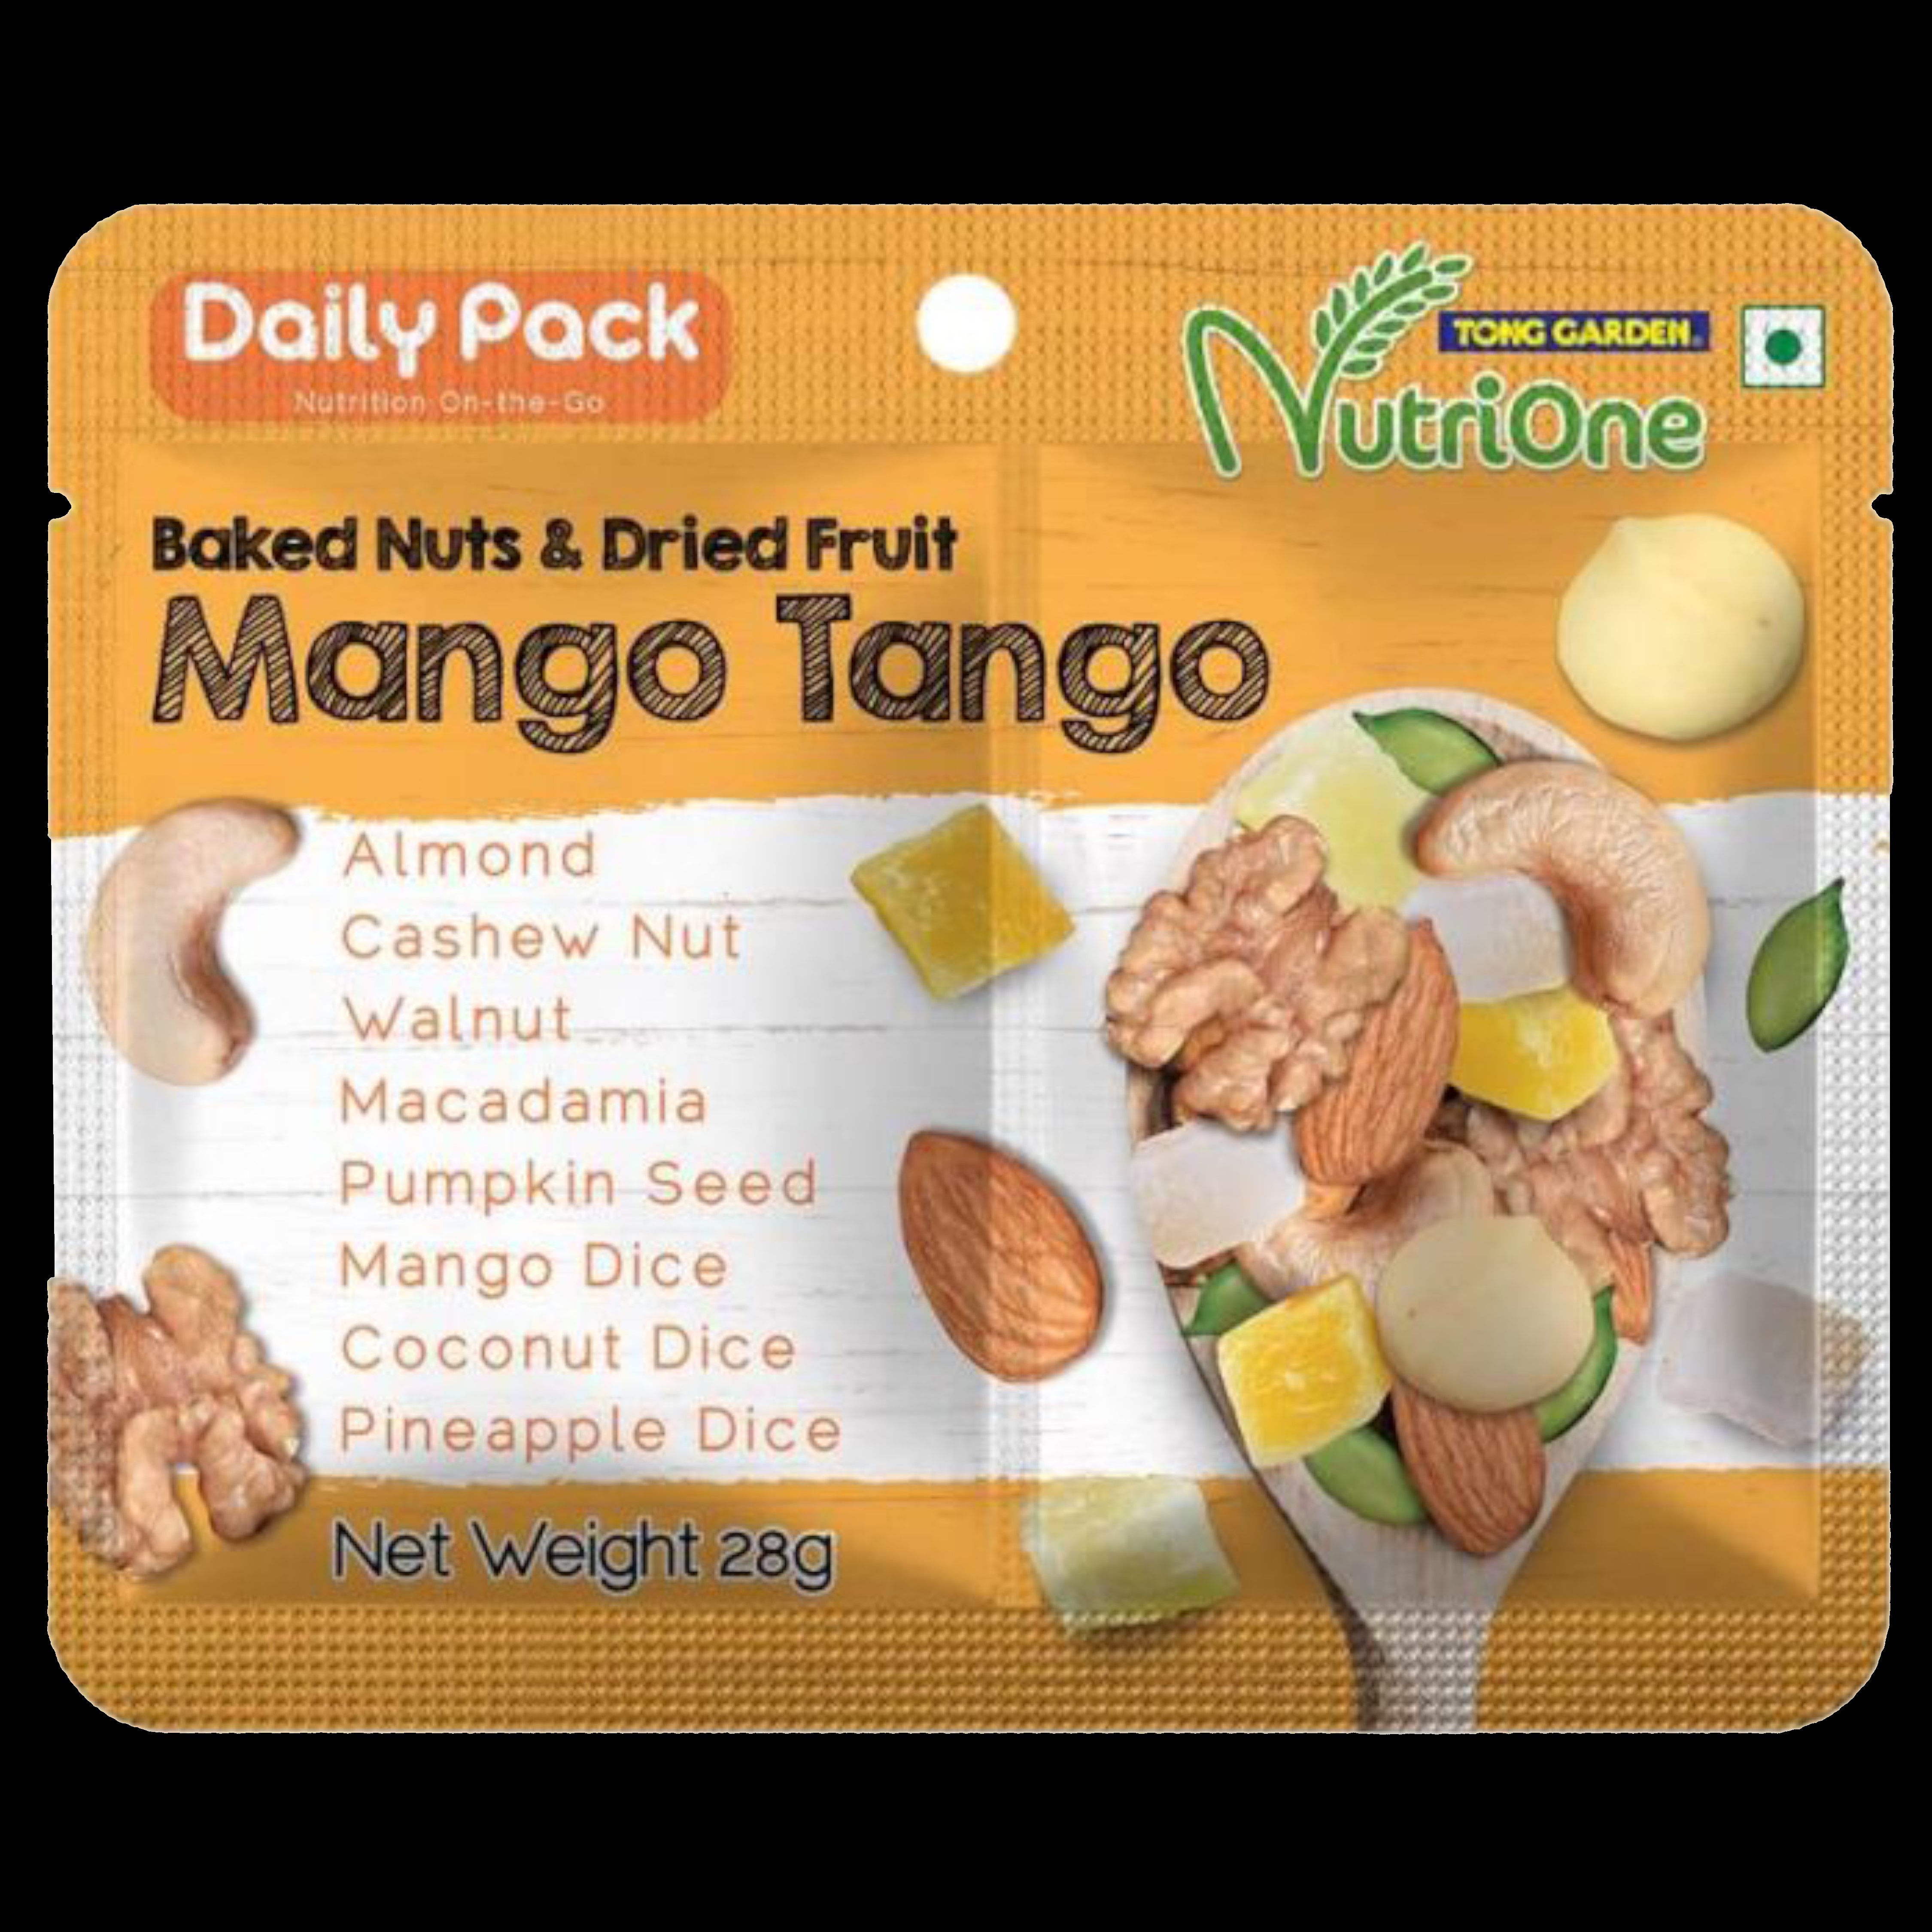 Daily Pack
Nutrition On-the-Go
TONG GARDEN
NutriOne
Baked Nuts & Dried Fruit
Mango Tango
Almond
Cashew Nut
Walnut
Macadamia
Pumpkin Seed
Mango Dice
Coconut Dice
Pineapple Dice
Net Weight 28g